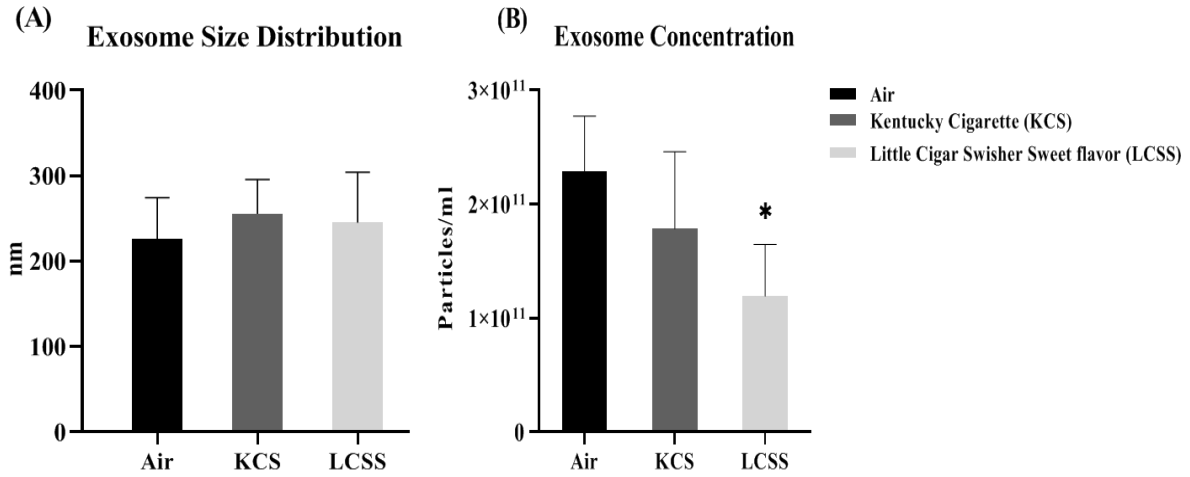 (A)
Exosome Size Distribution
400
300
200
100
0
nm
Air KCS LCSS
(B)
Exosome Concentration
3×10¹¹
2×10¹¹
1×10¹¹
0
Particles/ml
*
Air KCS LCSS
Air
Kentucky Cigarette (KCS)
Little Cigar Swisher Sweet flavor (LCSS)